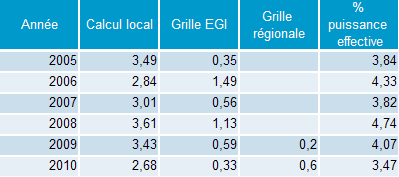 Année Calcul local Grille EGI Grille régionale % puissance effective
2005 3,49 0,35 3,84
2006 2,84 1,49 4,33
2007 3,01 0,56 3,82
2008 3,61 1,13 4,74
2009 3,43 0,59 0,2 4,07
2010 2,68 0,33 0,6 3,47